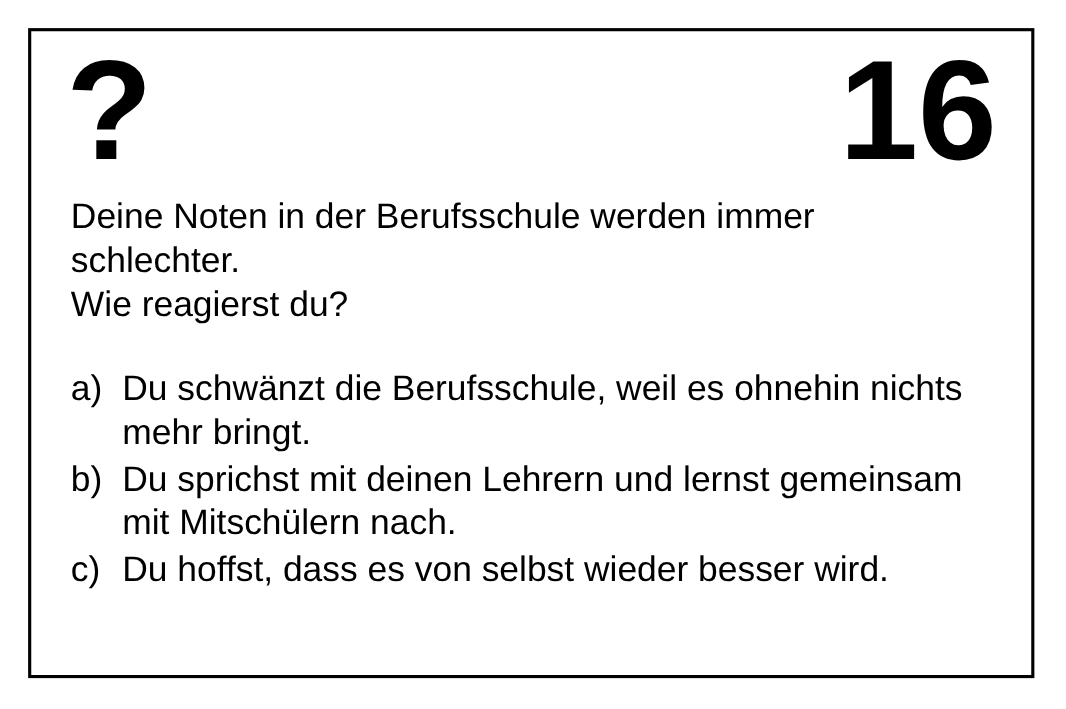 ? 16
Deine Noten in der Berufsschule werden immer
schlechter.
Wie reagierst du?
a) Du schwänzt die Berufsschule, weil es ohnehin nichts
mehr bringt.
b) Du sprichst mit deinen Lehrern und lernst gemeinsam
mit Mitschülern nach.
c) Du hoffst, dass es von selbst wieder besser wird.